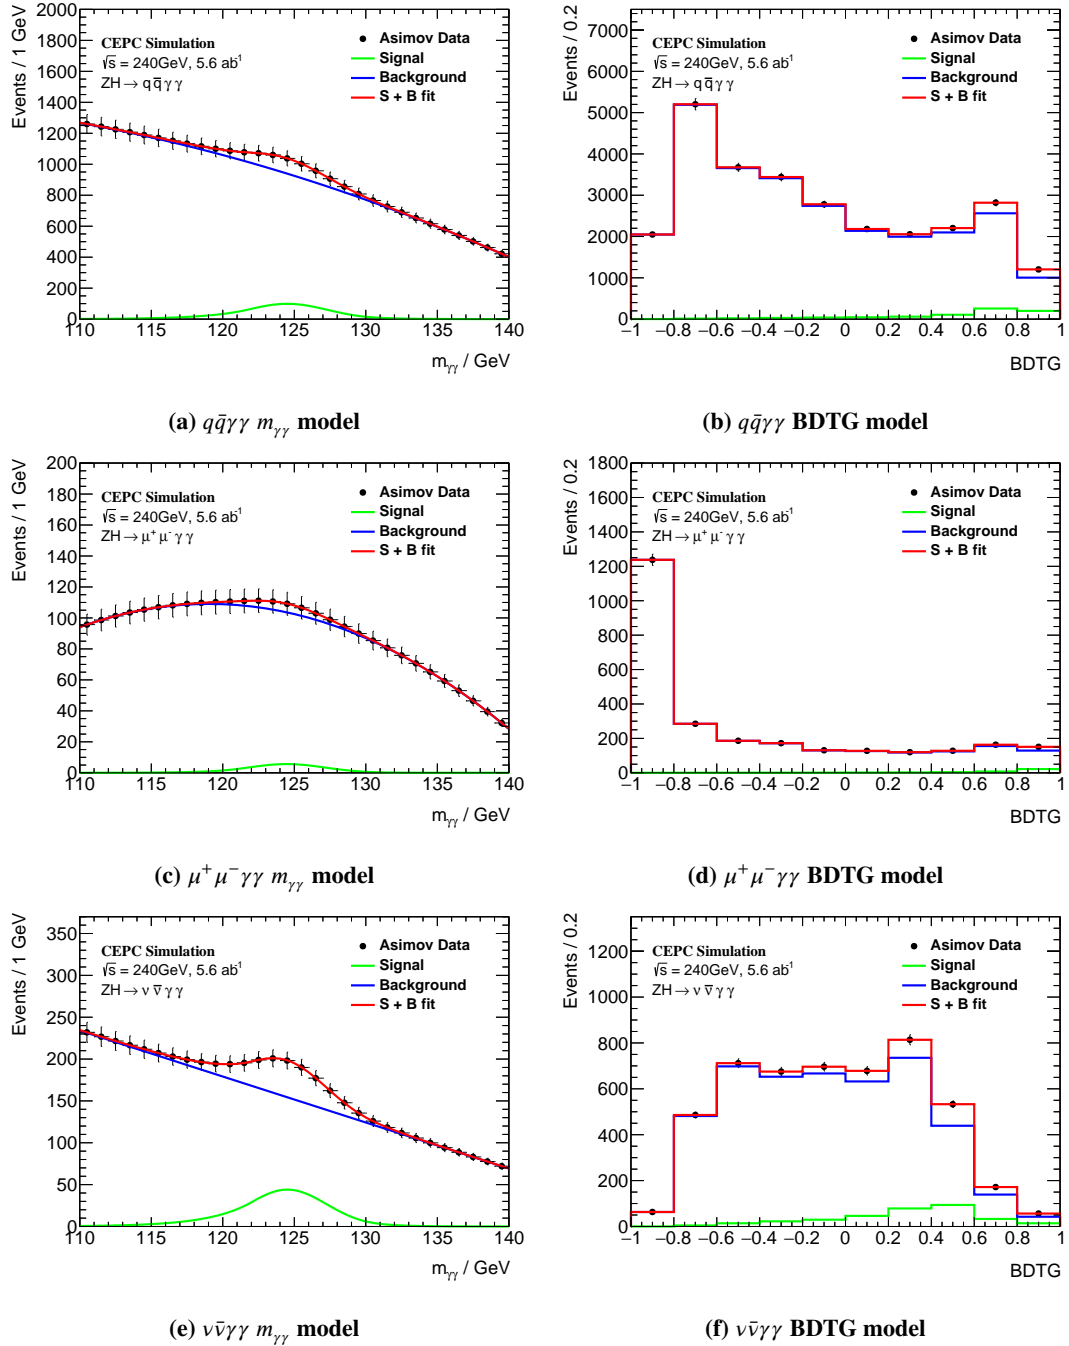 Events / 1 GeV
2000
1800
1600
1400
1200
1000
800
600
400
200
0
CEPC Simulation
√s = 240GeV, 5.6 ab⁻¹
ZH→ q q̄ γ γ
Asimov Data
Signal
Background
S + B fit
110 115 120 125 130 135 140
m_γγ / GeV
(a) qq̄γγ m_γγ model
Events / 0.2
7000
6000
5000
4000
3000
2000
1000
0
CEPC Simulation
√s = 240GeV, 5.6 ab⁻¹
ZH→ q q̄ γ γ
Asimov Data
Signal
Background
S + B fit
−1 −0.8 −0.6 −0.4 −0.2 0 0.2 0.4 0.6 0.8 1
BDTG
(b) qq̄γγ BDTG model
Events / 1 GeV
200
180
160
140
120
100
80
60
40
20
0
CEPC Simulation
√s = 240GeV, 5.6 ab⁻¹
ZH→ μ⁺ μ⁻ γ γ
Asimov Data
Signal
Background
S + B fit
110 115 120 125 130 135 140
m_γγ / GeV
(c) μ⁺μ⁻γγ m_γγ model
Events / 0.2
1800
1600
1400
1200
1000
800
600
400
200
0
CEPC Simulation
√s = 240GeV, 5.6 ab⁻¹
ZH→ μ⁺ μ⁻ γ γ
Asimov Data
Signal
Background
S + B fit
−1 −0.8 −0.6 −0.4 −0.2 0 0.2 0.4 0.6 0.8 1
BDTG
(d) μ⁺μ⁻γγ BDTG model
Events / 1 GeV
350
300
250
200
150
100
50
0
CEPC Simulation
√s = 240GeV, 5.6 ab⁻¹
ZH→ ν ν̄ γ γ
Asimov Data
Signal
Background
S + B fit
110 115 120 125 130 135 140
m_γγ / GeV
(e) νν̄γγ m_γγ model
Events / 0.2
1200
1000
800
600
400
200
0
CEPC Simulation
√s = 240GeV, 5.6 ab⁻¹
ZH→ ν ν̄ γ γ
Asimov Data
Signal
Background
S + B fit
−1 −0.8 −0.6 −0.4 −0.2 0 0.2 0.4 0.6 0.8 1
BDTG
(f) νν̄γγ BDTG model